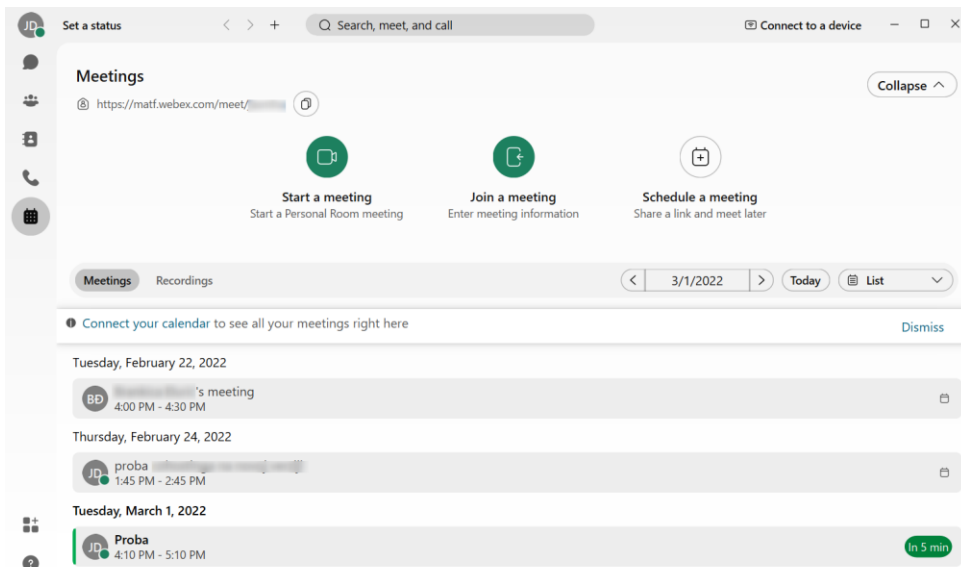 JD Set a status Search, meet, and call Connect to a device
Meetings
Collapse
https://matf.webex.com/meet/
Start a meeting Join a meeting Schedule a meeting
Start a Personal Room meeting Enter meeting information Share a link and meet later
Meetings Recordings 3/1/2022 Today List
Connect your calendar to see all your meetings right here
Dismiss
Tuesday, February 22, 2022
BĐ 's meeting
4:00 PM - 4:30 PM
Thursday, February 24, 2022
JD proba
1:45 PM - 2:45 PM
Tuesday, March 1, 2022
JD Proba In 5 min
4:10 PM - 5:10 PM